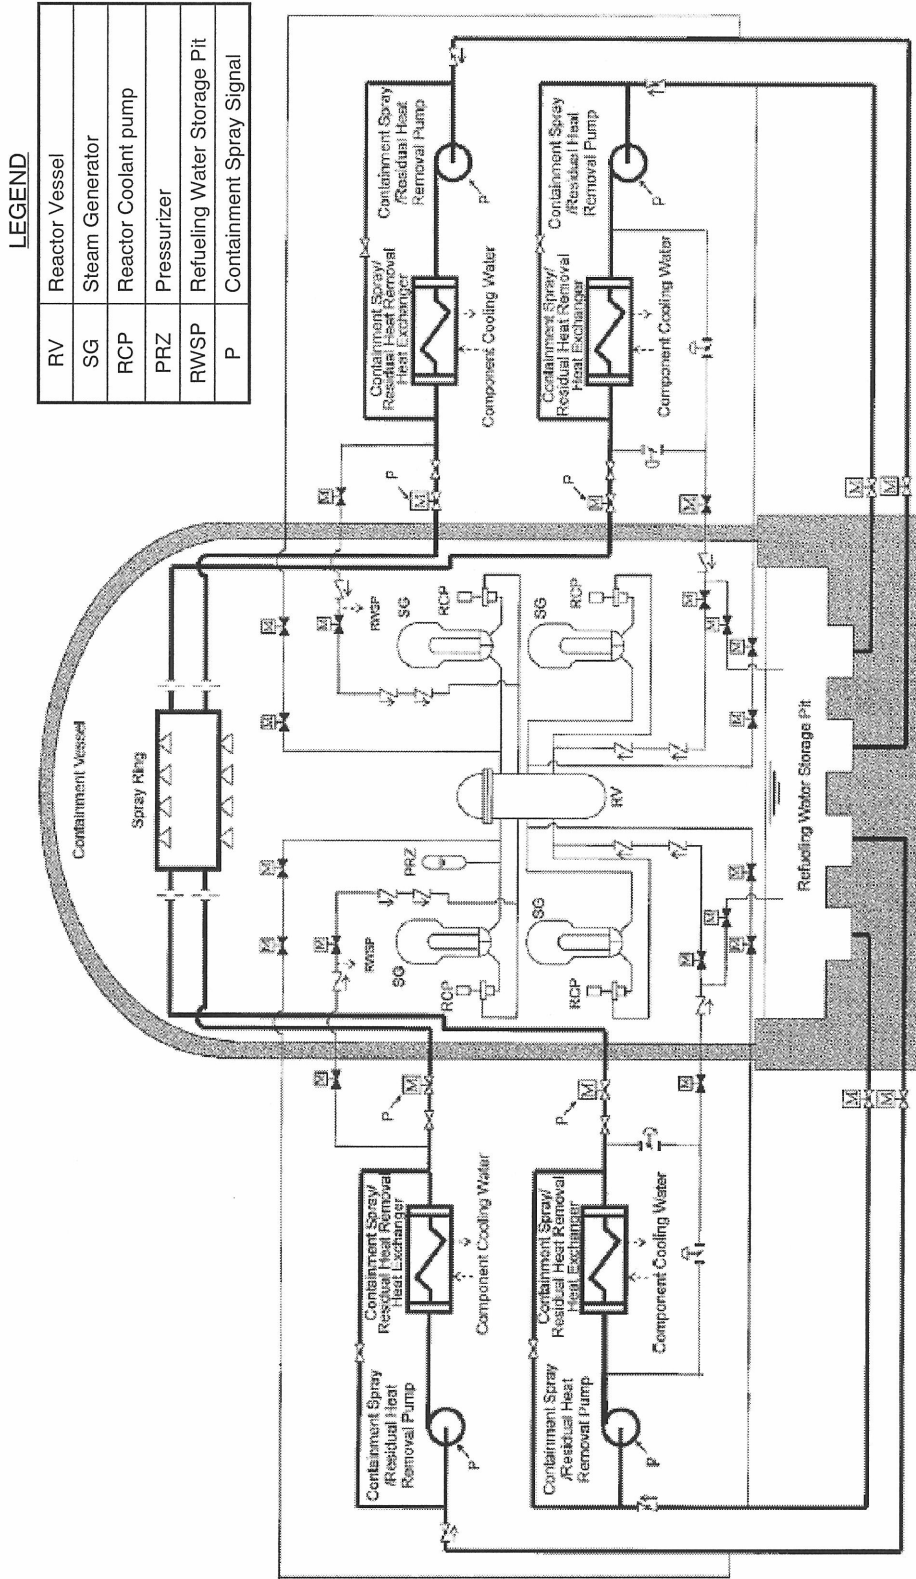 LEGEND
RV Reactor Vessel
SG Steam Generator
RCP Reactor Coolant pump
PRZ Pressurizer
RWSP Refueling Water Storage Pit
P Containment Spray Signal
Containment Vessel
Spray Ring
Containment Spray
/Residual Heat
Removal Pump
P
Containment Spray/
Residual Heat Removal
Heat Exchanger
Component Cooling Water
P
M
M
M
M
M
RWSP
SG
RCP
PRZ
M
M
M
RWSP
SG
RCP
M
M
P
Containment Spray/
Residual Heat Removal
Heat Exchanger
Component Cooling Water
Containment Spray
/Residual Heat
Removal Pump
P
Containment Spray
/Residual Heat
Removal Pump
P
Containment Spray/
Residual Heat Removal
Heat Exchanger
Component Cooling Water
P
M
M
M
M
M
M
SG
RCP
RV
SG
RCP
M
M
M
M
M
M
P
Containment Spray/
Residual Heat Removal
Heat Exchanger
Component Cooling Water
Containment Spray
/Residual Heat
Removal Pump
P
Refueling Water Storage Pit
M
M
M
M